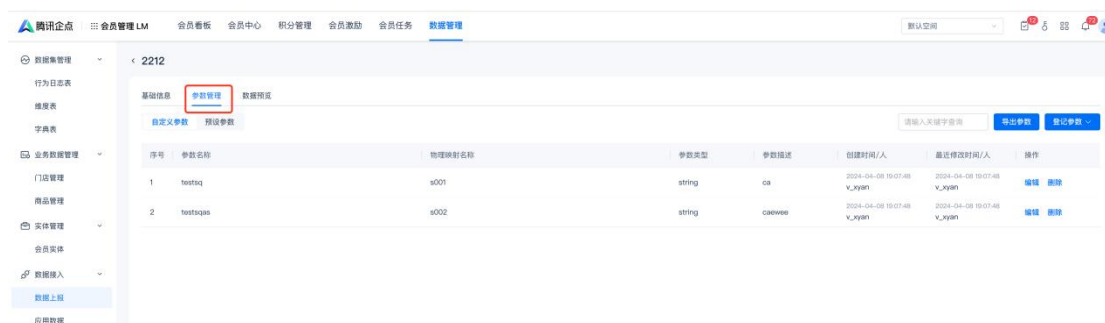 腾讯企点 会员管理 LM 会员看板 会员中心 积分管理 会员激励 会员任务 数据管理 默认空间 12 72
数据集管理
行为日志表
维度表
字典表
业务数据管理
门店管理
商品管理
实体管理
会员实体
数据接入
数据上报
应用数据
2212
基础信息 参数管理 数据预览
自定义参数 预设参数 请输入关键字查询 导出参数 登记参数
序号 参数名称 物理映射名称 参数类型 参数描述 创建时间/人 最近修改时间/人 操作
1 testsq s001 string ca 2024-04-08 19:07:48 v_xyan 2024-04-08 19:07:48 v_xyan 编辑 删除
2 testsqas s002 string caewee 2024-04-08 19:07:48 v_xyan 2024-04-08 19:07:48 v_xyan 编辑 删除